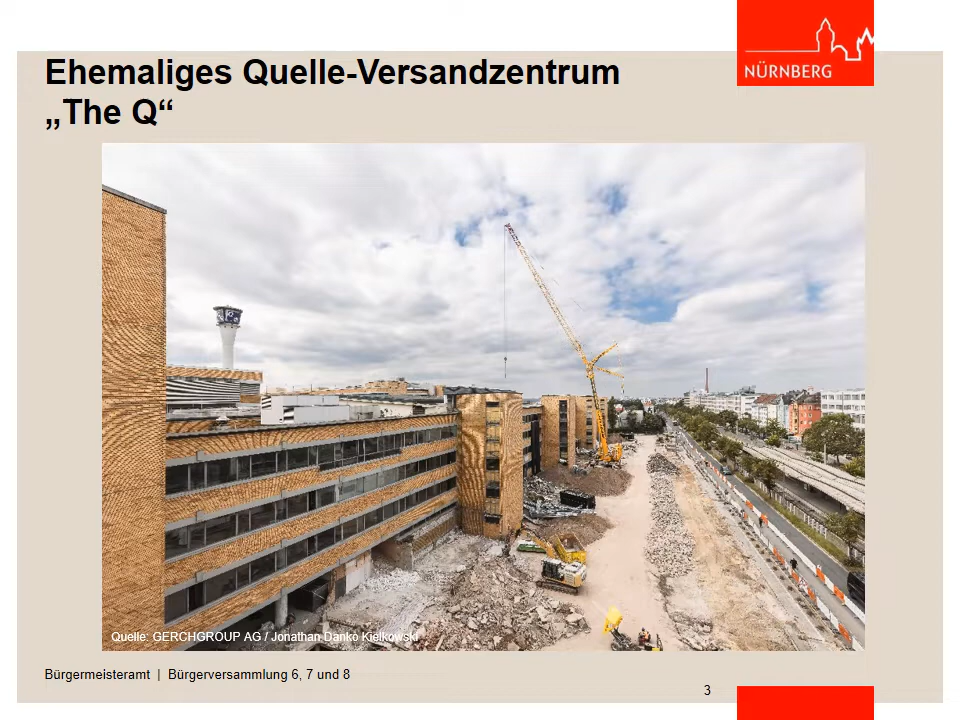 NÜRNBERG
Ehemaliges Quelle-Versandzentrum
„The Q“
Quelle: GERCHGROUP AG / Jonathan Danko Kielkowski
Bürgermeisteramt | Bürgerversammlung 6, 7 und 8
3